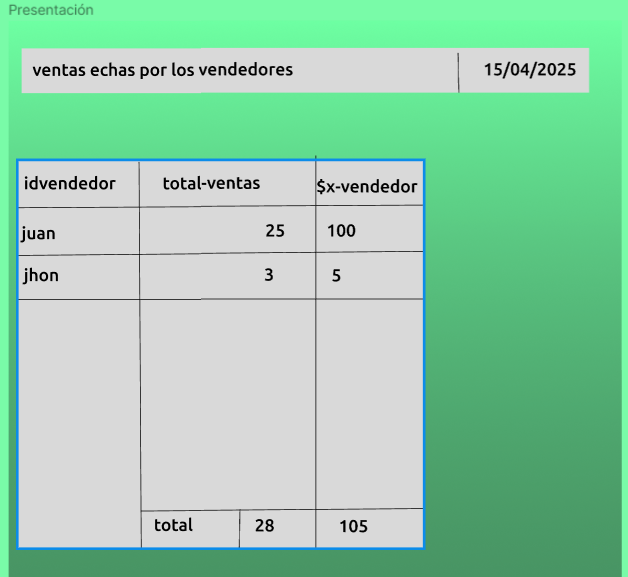 Presentación
ventas echas por los vendedores 15/04/2025
idvendedor total-ventas $x-vendedor
juan 25 100
jhon 3 5
total 28 105